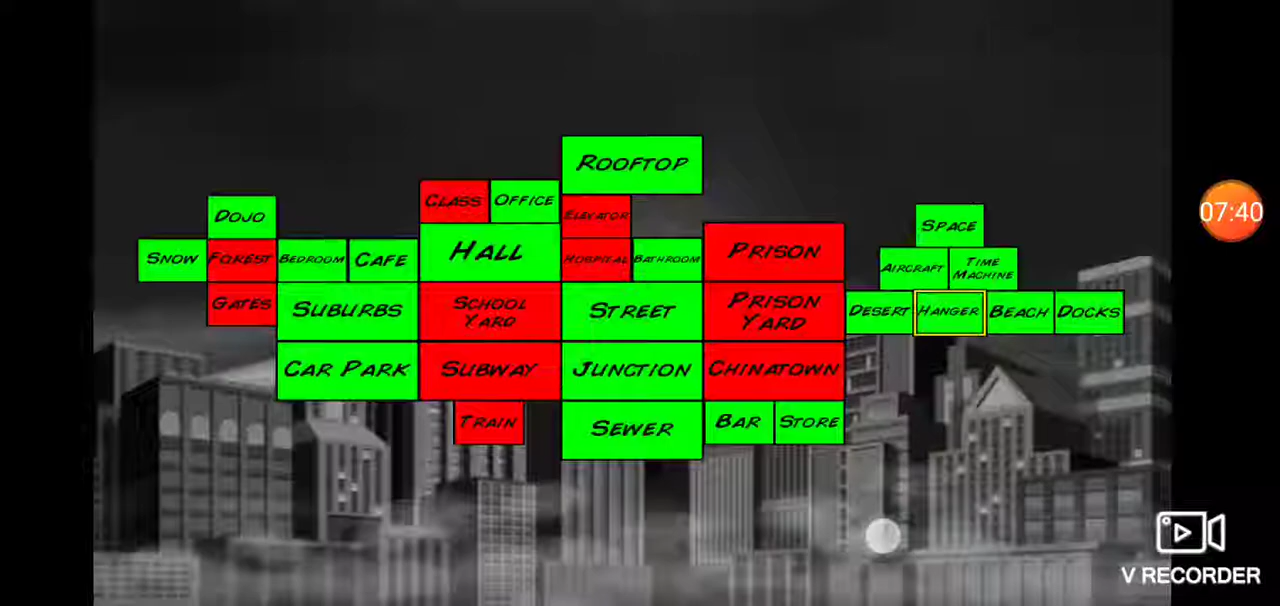 ROOFTOP
CLASS
OFFICE
ELEVATOR
DOJO
SPACE
SNOW
FOREST
BEDROOM
CAFE
HALL
HOSPITAL
BATHROOM
PRISON
AIRCRAFT
TIME
MACHINE
GATES
SUBURBS
SCHOOL
YARD
STREET
PRISON
YARD
DESERT
HANGER
BEACH
DOCKS
CAR PARK
SUBWAY
JUNCTION
CHINATOWN
TRAIN
SEWER
BAR
STORE
07:40
V RECORDER